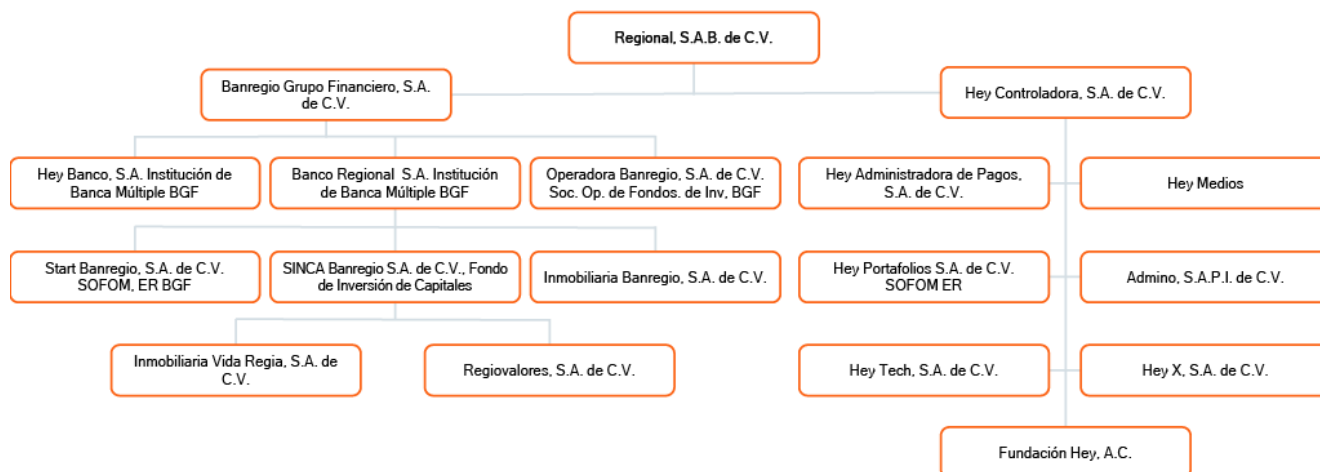 Regional, S.A.B. de C.V.
Banregio Grupo Financiero, S.A.
de C.V.
Hey Controladora, S.A. de C.V.
Hey Banco, S.A. Institución de
Banca Múltiple BGF
Banco Regional S.A. Institución
de Banca Múltiple BGF
Operadora Banregio, S.A. de C.V.
Soc. Op. de Fondos. de Inv, BGF
Hey Administradora de Pagos,
S.A. de C.V.
Hey Medios
Start Banregio, S.A. de C.V.
SOFOM, ER BGF
SINCA Banregio S.A. de C.V., Fondo
de Inversión de Capitales
Inmobiliaria Banregio, S.A. de C.V.
Hey Portafolios S.A. de C.V.
SOFOM ER
Admino, S.A.P.I. de C.V.
Inmobiliaria Vida Regia, S.A. de
C.V.
Regiovalores, S.A. de C.V.
Hey Tech, S.A. de C.V.
Hey X, S.A. de C.V.
Fundación Hey, A.C.